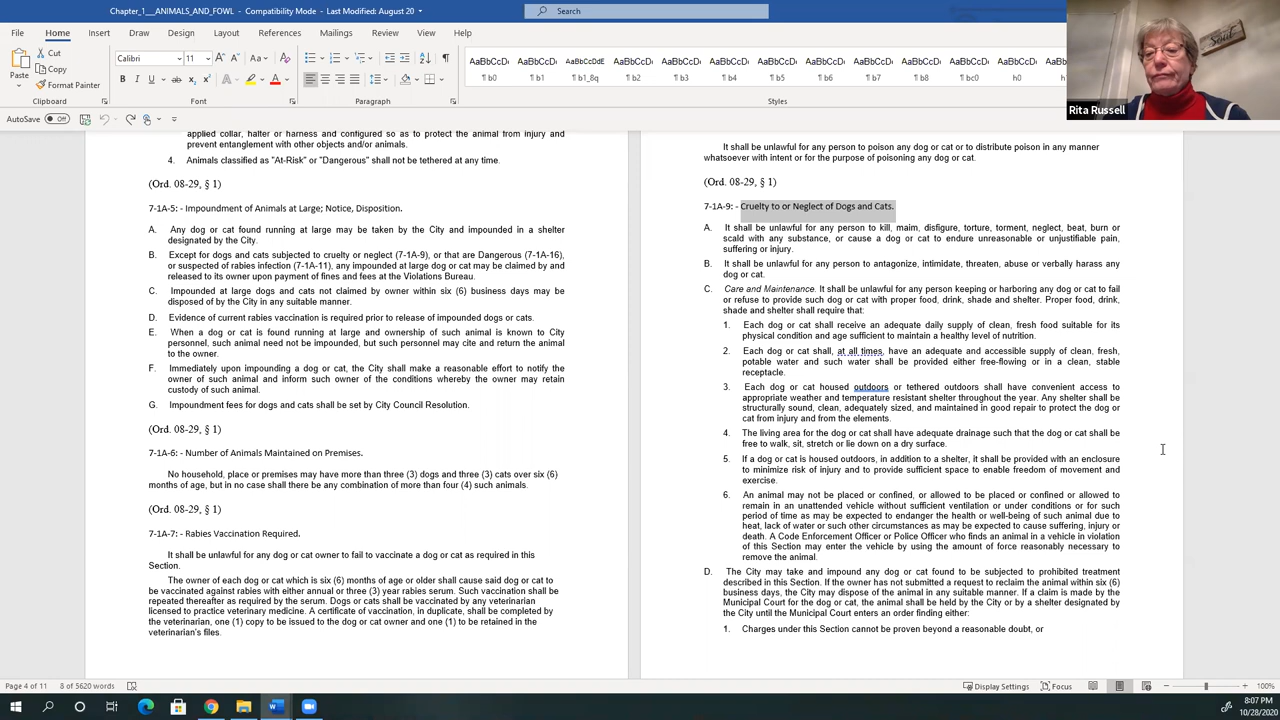 Chapter_1___ANIMALS_AND_FOWL - Compatibility Mode - Last Modified: August 20
Search
File Home Insert Draw Design Layout References Mailings Review View Help
Cut
Copy
Format Painter
Paste
Calibri 11
Clipboard Font Paragraph Styles
¶ b0 ¶ b1 ¶ b1_8q ¶ b2 ¶ b3 ¶ b4 ¶ b5 ¶ b6 ¶ b7 ¶ b8 ¶ bc0 h0 h1
AutoSave Off
Rita Russell
Soul
applied collar, halter or harness and configured so as to protect the animal from injury and
prevent entanglement with other objects and/or animals.
4. Animals classified as "At-Risk" or "Dangerous" shall not be tethered at any time.
(Ord. 08-29, § 1)
7-1A-5: - Impoundment of Animals at Large; Notice, Disposition.
A. Any dog or cat found running at large may be taken by the City and impounded in a shelter
designated by the City.
B. Except for dogs and cats subjected to cruelty or neglect (7-1A-9), or that are Dangerous (7-1A-16),
or suspected of rabies infection (7-1A-11), any impounded at large dog or cat may be claimed by and
released to its owner upon payment of fines and fees at the Violations Bureau.
C. Impounded at large dogs and cats not claimed by owner within six (6) business days may be
disposed of by the City in any suitable manner.
D. Evidence of current rabies vaccination is required prior to release of impounded dogs or cats.
E. When a dog or cat is found running at large and ownership of such animal is known to City
personnel, such animal need not be impounded, but such personnel may cite and return the animal
to the owner.
F. Immediately upon impounding a dog or cat, the City shall make a reasonable effort to notify the
owner of such animal and inform such owner of the conditions whereby the owner may retain
custody of such animal.
G. Impoundment fees for dogs and cats shall be set by City Council Resolution.
(Ord. 08-29, § 1)
7-1A-6: - Number of Animals Maintained on Premises.
No household, place or premises may have more than three (3) dogs and three (3) cats over six (6)
months of age, but in no case shall there be any combination of more than four (4) such animals.
(Ord. 08-29, § 1)
7-1A-7: - Rabies Vaccination Required.
It shall be unlawful for any dog or cat owner to fail to vaccinate a dog or cat as required in this
Section.
The owner of each dog or cat which is six (6) months of age or older shall cause said dog or cat to
be vaccinated against rabies with either annual or three (3) year rabies serum. Such vaccination shall be
repeated thereafter as required by the serum. Dogs or cats shall be vaccinated by any veterinarian
licensed to practice veterinary medicine. A certificate of vaccination, in duplicate, shall be completed by
the veterinarian, one (1) copy to be issued to the dog or cat owner and one (1) to be retained in the
veterinarian's files.
It shall be unlawful for any person to poison any dog or cat or to distribute poison in any manner
whatsoever with intent or for the purpose of poisoning any dog or cat.
(Ord. 08-29, § 1)
7-1A-9: - Cruelty to or Neglect of Dogs and Cats.
A. It shall be unlawful for any person to kill, maim, disfigure, torture, torment, neglect, beat, burn or
scald with any substance, or cause a dog or cat to endure unreasonable or unjustifiable pain,
suffering or injury.
B. It shall be unlawful for any person to antagonize, intimidate, threaten, abuse or verbally harass any
dog or cat.
C. Care and Maintenance. It shall be unlawful for any person keeping or harboring any dog or cat to fail
or refuse to provide such dog or cat with proper food, drink, shade and shelter. Proper food, drink,
shade and shelter shall require that:
1. Each dog or cat shall receive an adequate daily supply of clean, fresh food suitable for its
physical condition and age sufficient to maintain a healthy level of nutrition.
2. Each dog or cat shall, at all times, have an adequate and accessible supply of clean, fresh,
potable water and such water shall be provided either free-flowing or in a clean, stable
receptacle.
3. Each dog or cat housed outdoors or tethered outdoors shall have convenient access to
appropriate weather and temperature resistant shelter throughout the year. Any shelter shall be
structurally sound, clean, adequately sized, and maintained in good repair to protect the dog or
cat from injury and from the elements.
4. The living area for the dog or cat shall have adequate drainage such that the dog or cat shall be
free to walk, sit, stretch or lie down on a dry surface.
5. If a dog or cat is housed outdoors, in addition to a shelter, it shall be provided with an enclosure
to minimize risk of injury and to provide sufficient space to enable freedom of movement and
exercise.
6. An animal may not be placed or confined, or allowed to be placed or confined or allowed to
remain in an unattended vehicle without sufficient ventilation or under conditions or for such
period of time as may be expected to endanger the health or well-being of such animal due to
heat, lack of water or such other circumstances as may be expected to cause suffering, injury or
death. A Code Enforcement Officer or Police Officer who finds an animal in a vehicle in violation
of this Section may enter the vehicle by using the amount of force reasonably necessary to
remove the animal.
D. The City may take and impound any dog or cat found to be subjected to prohibited treatment
described in this Section. If the owner has not submitted a request to reclaim the animal within six (6)
business days, the City may dispose of the animal in any suitable manner. If a claim is made by the
Municipal Court for the dog or cat, the animal shall be held by the City or by a shelter designated by
the City until the Municipal Court enters an order finding either:
1. Charges under this Section cannot be proven beyond a reasonable doubt, or
Page 4 of 11 8 of 5620 words
Display Settings Focus 100%
8:07 PM
10/28/2020